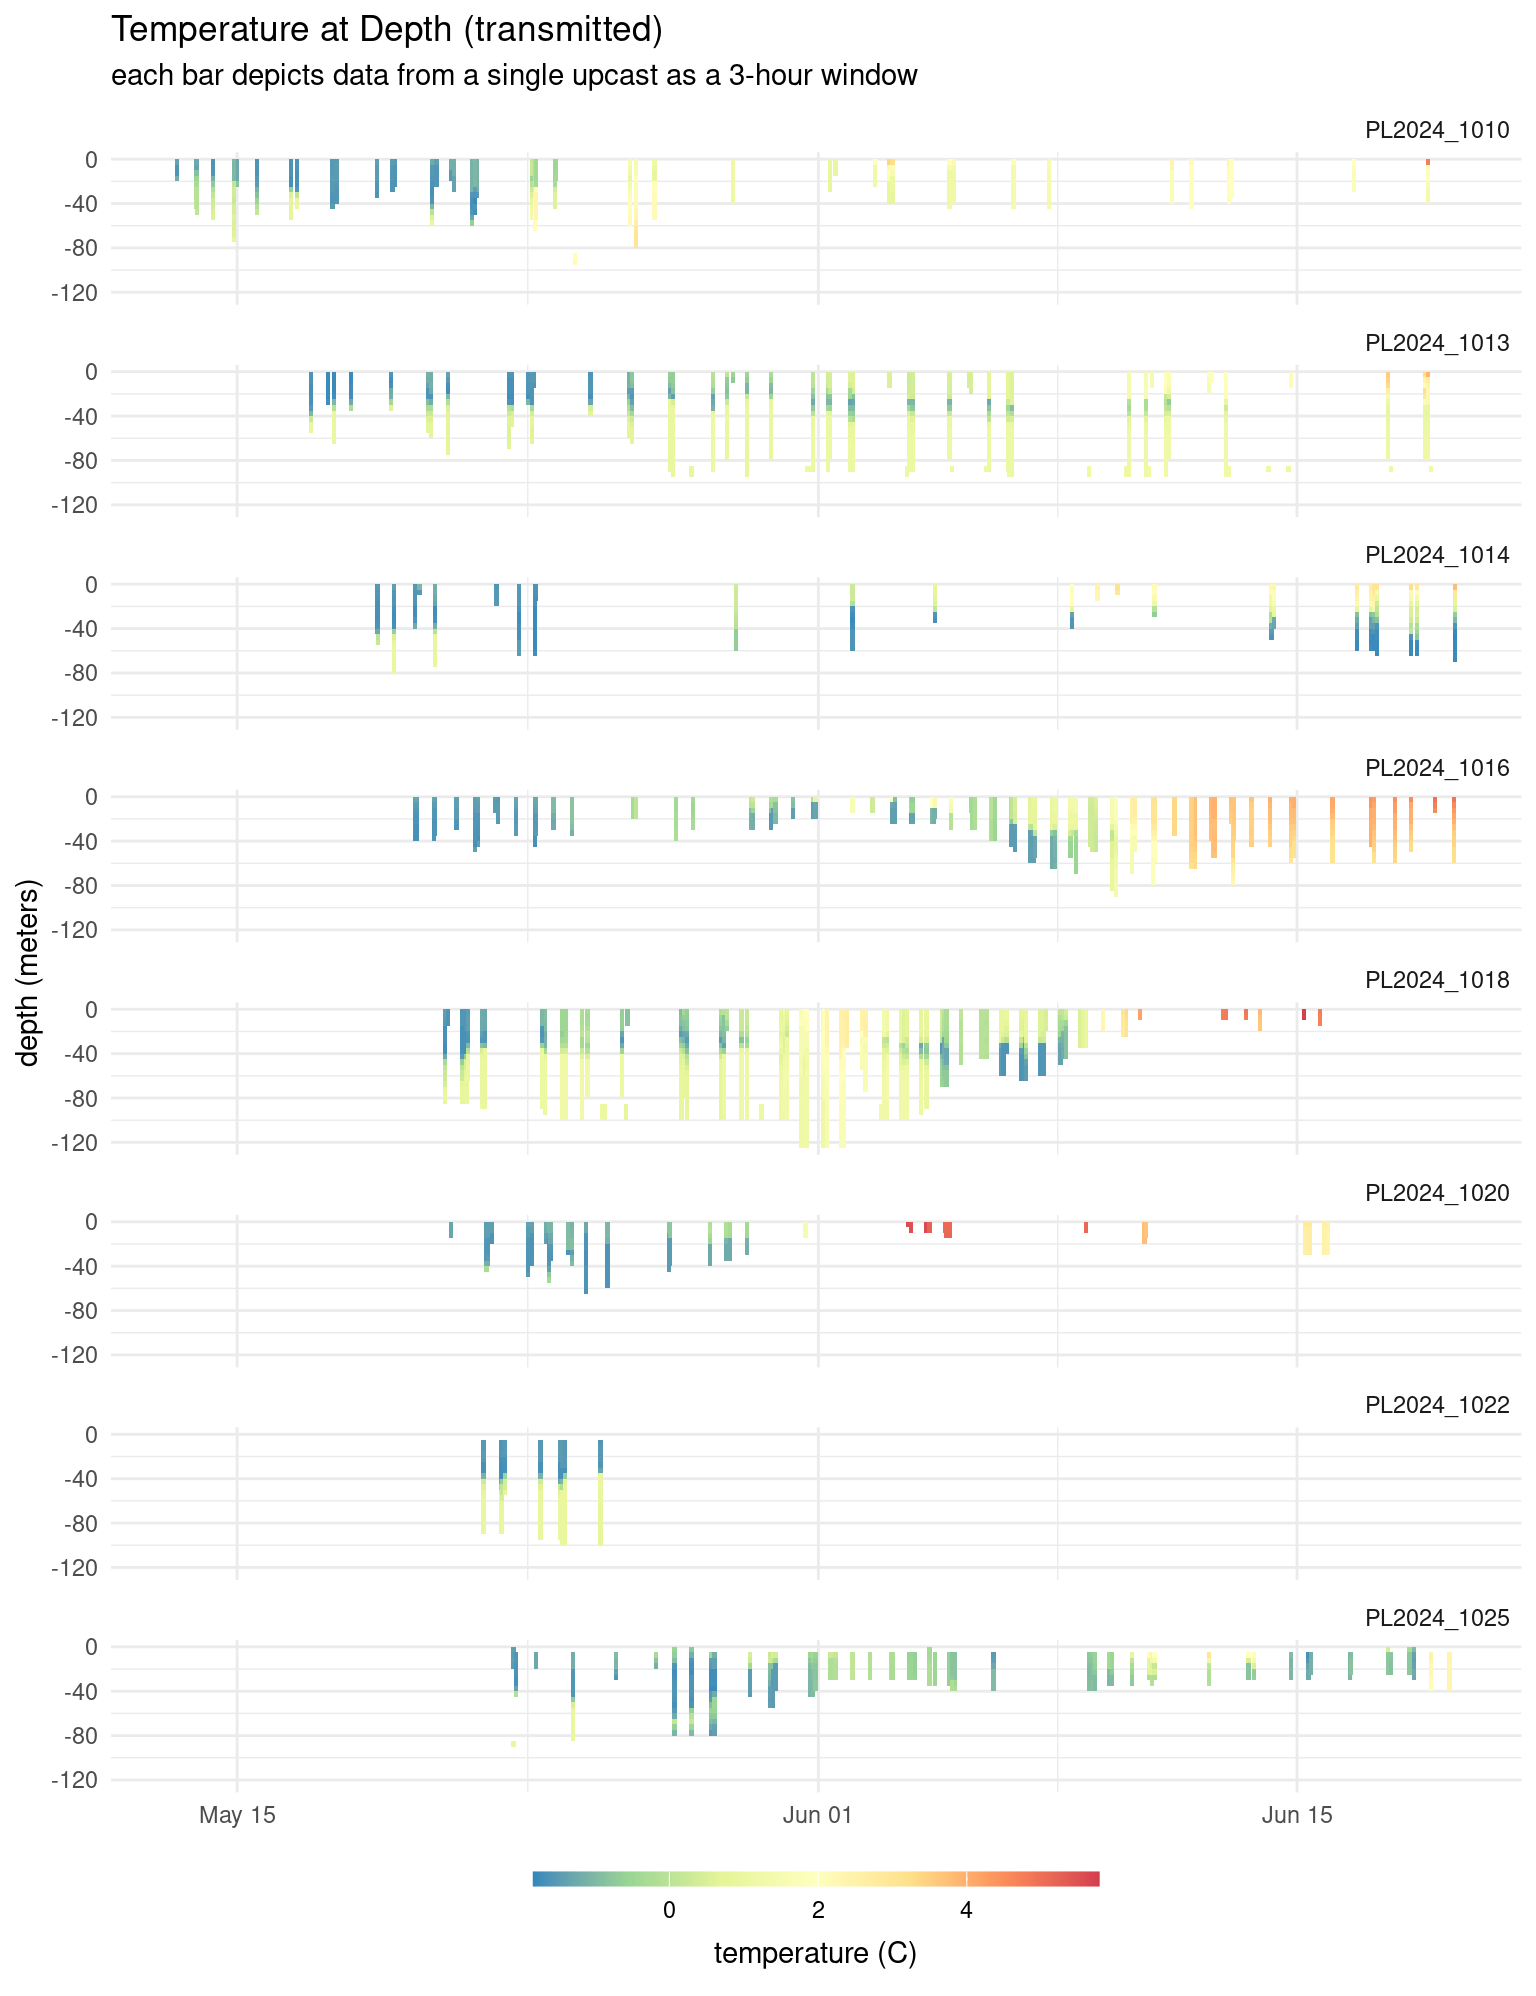 Temperature at Depth (transmitted)
each bar depicts data from a single upcast as a 3-hour window
PL2024_1010
0
-40
-80
-120
PL2024_1013
0
-40
-80
-120
PL2024_1014
0
-40
-80
-120
PL2024_1016
0
-40
-80
-120
depth (meters)
PL2024_1018
0
-40
-80
-120
PL2024_1020
0
-40
-80
-120
PL2024_1022
0
-40
-80
-120
PL2024_1025
0
-40
-80
-120
May 15 Jun 01 Jun 15
0 2 4
temperature (C)